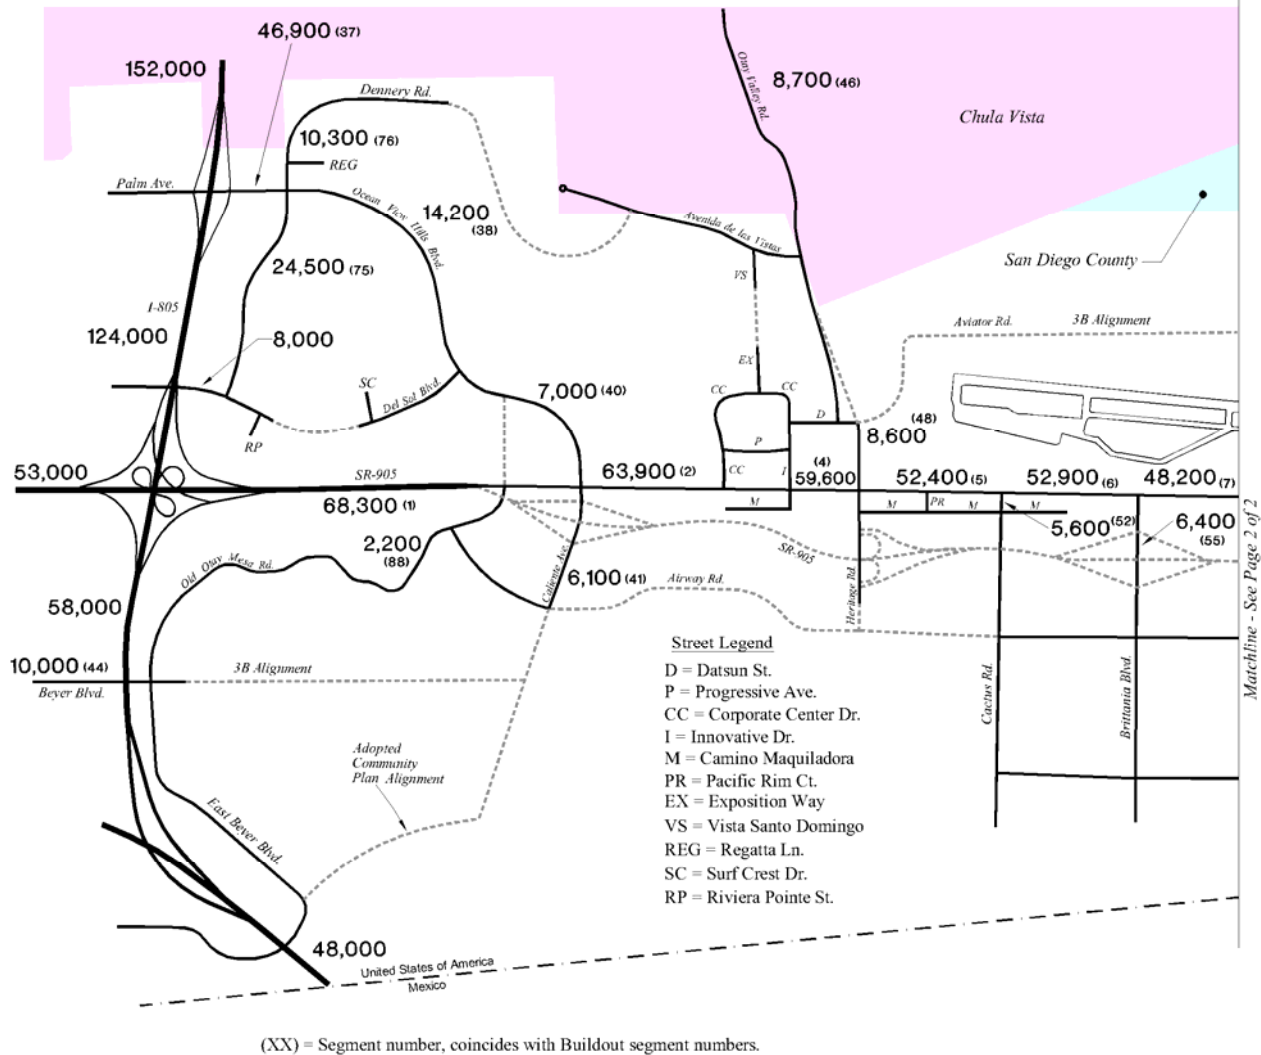 46,900 (37)
152,000
Otay Valley Rd.
8,700 (46)
Dennery Rd.
Chula Vista
10,300 (76)
REG
Palm Ave.
Ocean View Hills Blvd.
14,200
(38)
Avenida de las Vistas
San Diego County
24,500 (75)
VS
I-805
124,000
8,000
Aviator Rd.
3B Alignment
EX
SC
Del Sol Blvd.
7,000 (40)
CC
CC
D
(48)
8,600
RP
P
53,000
SR-905
63,900 (2)
CC
I
(4)
59,600
52,400 (5)
52,900 (6)
48,200 (7)
68,300 (1)
M
M
PR
M
M
5,600 (52)
6,400
(55)
2,200
(88)
SR-905
Old Otay Mesa Rd.
Caliente Ave.
6,100 (41)
Airway Rd.
Heritage Rd.
58,000
10,000 (44)
Beyer Blvd.
3B Alignment
Cactus Rd.
Brittania Blvd.
Matchline - See Page 2 of 2
Street Legend
D = Datsun St.
P = Progressive Ave.
CC = Corporate Center Dr.
I = Innovative Dr.
M = Camino Maquiladora
PR = Pacific Rim Ct.
EX = Exposition Way
VS = Vista Santo Domingo
REG = Regatta Ln.
SC = Surf Crest Dr.
RP = Riviera Pointe St.
Adopted
Community
Plan Alignment
East Beyer Blvd.
48,000
United States of America
Mexico
(XX) = Segment number, coincides with Buildout segment numbers.